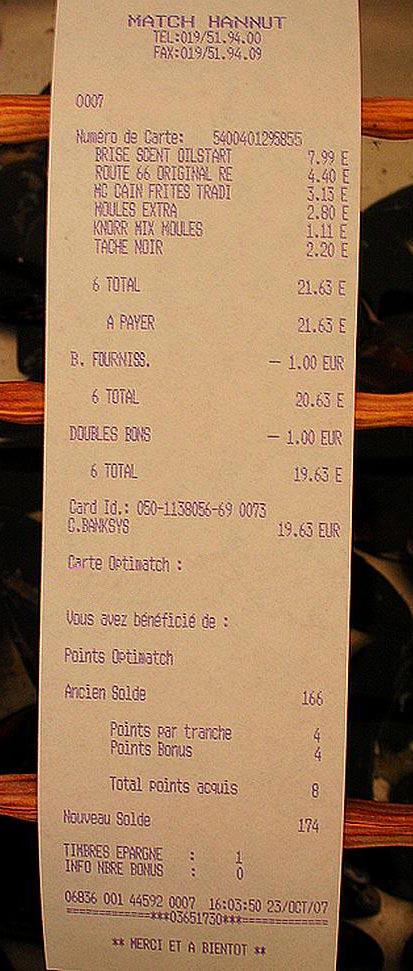 MATCH HANNUT
TEL:019/51.94.00
FAX:019/51.94.09
0007
Numéro de Carte: 5400401295855
BRISE SCENT OILSTART 7.99 E
ROUTE 66 ORIGINAL RE 4.40 E
MC CAIN FRITES TRADI 3.13 E
MOULES EXTRA 2.80 E
KNORR MIX MOULES 1.11 E
TACHE NOIR 2.20 E
6 TOTAL 21.63 E
A PAYER 21.63 E
B. FOURNISS. - 1.00 EUR
6 TOTAL 20.63 E
DOUBLES BONS - 1.00 EUR
6 TOTAL 19.63 E
Card Id.: 050-1138056-69 0073
C.BANKSYS 19.63 EUR
Carte Optimatch :
Vous avez bénéficié de :
Points Optimatch
Ancien Solde 166
Points par tranche 4
Points Bonus 4
Total points acquis 8
Nouveau Solde 174
TIMBRES EPARGNE : 1
INFO NBRE BONUS : 0
06836 001 44592 0007 16:03:50 23/OCT/07
==============***03651730***==============
** MERCI ET A BIENTOT **